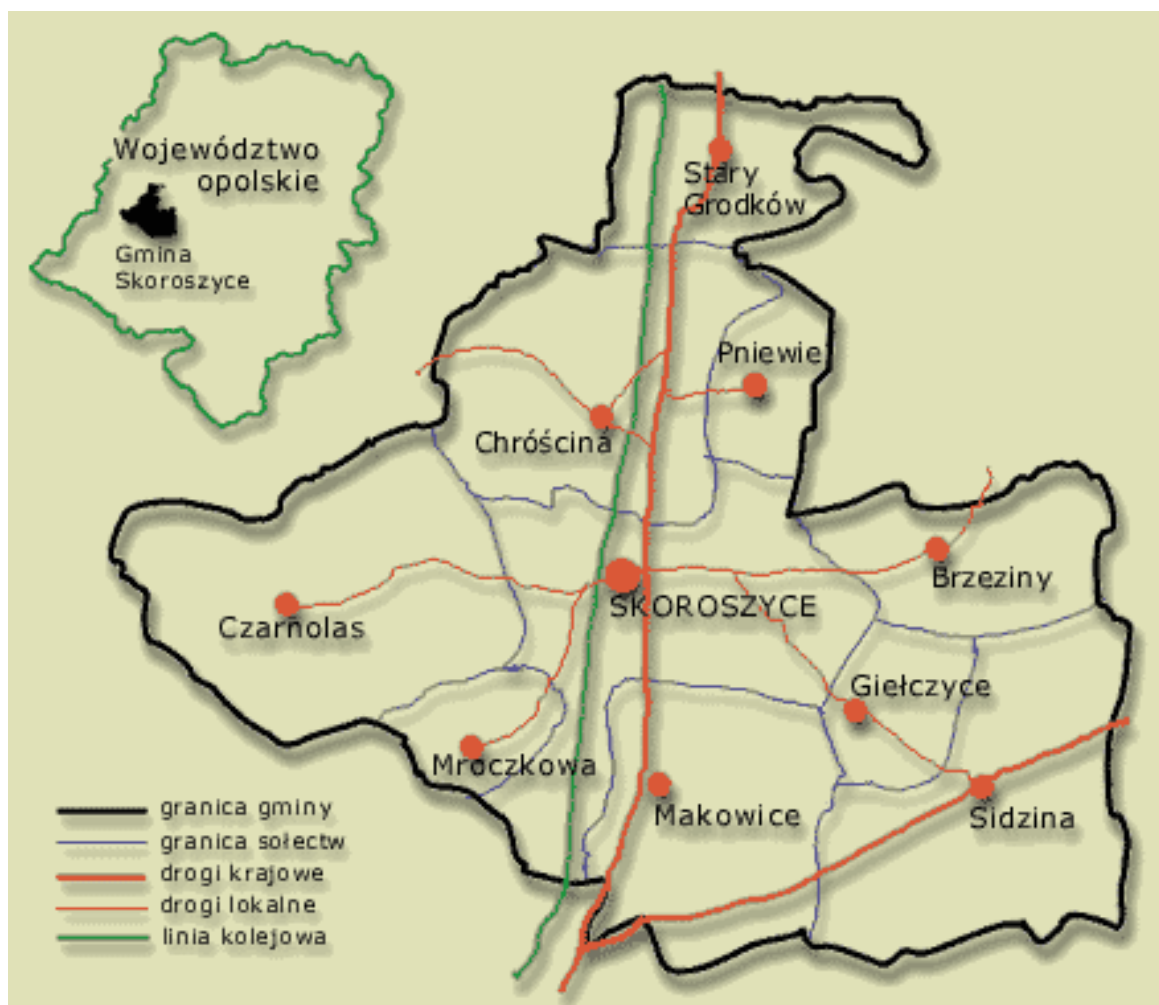 Województwo
opolskie
Gmina
Skoroszyce
Stary
Grodków
Pniewie
Chróścina
Brzeziny
SKOROSZYCE
Czarnolas
Giełczyce
Mroczkowa
Makowice
Sidzina
granica gminy
granica sołectw
drogi krajowe
drogi lokalne
linia kolejowa